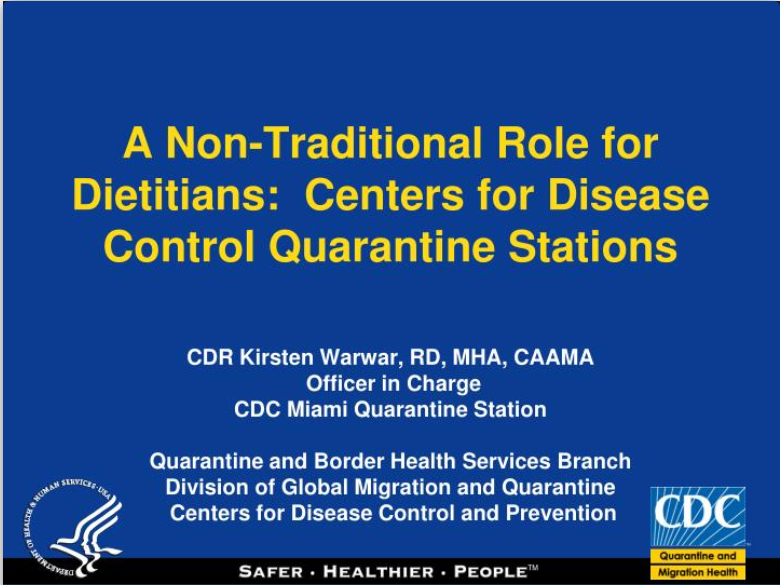 A Non-Traditional Role for
Dietitians:  Centers for Disease
Control Quarantine Stations
CDR Kirsten Warwar, RD, MHA, CAAMA
Officer in Charge
CDC Miami Quarantine Station
Quarantine and Border Health Services Branch
Division of Global Migration and Quarantine
Centers for Disease Control and Prevention
DEPARTMENT OF HEALTH & HUMAN SERVICES·USA
CDC
Quarantine and
Migration Health
SAFER · HEALTHIER · PEOPLE™